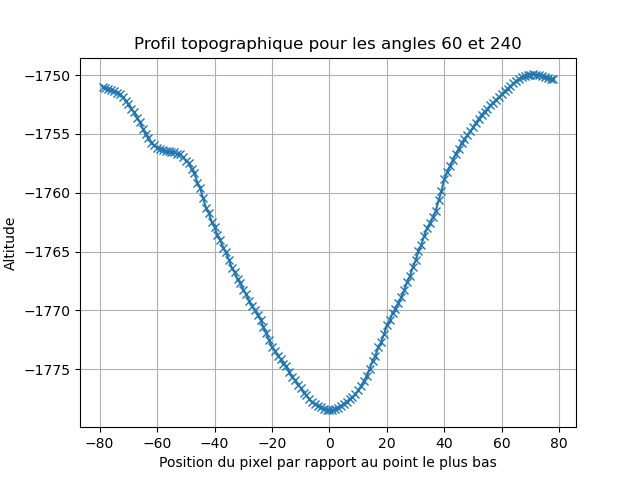 Profil topographique pour les angles 60 et 240
−1750
−1755
−1760
−1765
−1770
−1775
Altitude
−80 −60 −40 −20 0 20 40 60 80
Position du pixel par rapport au point le plus bas